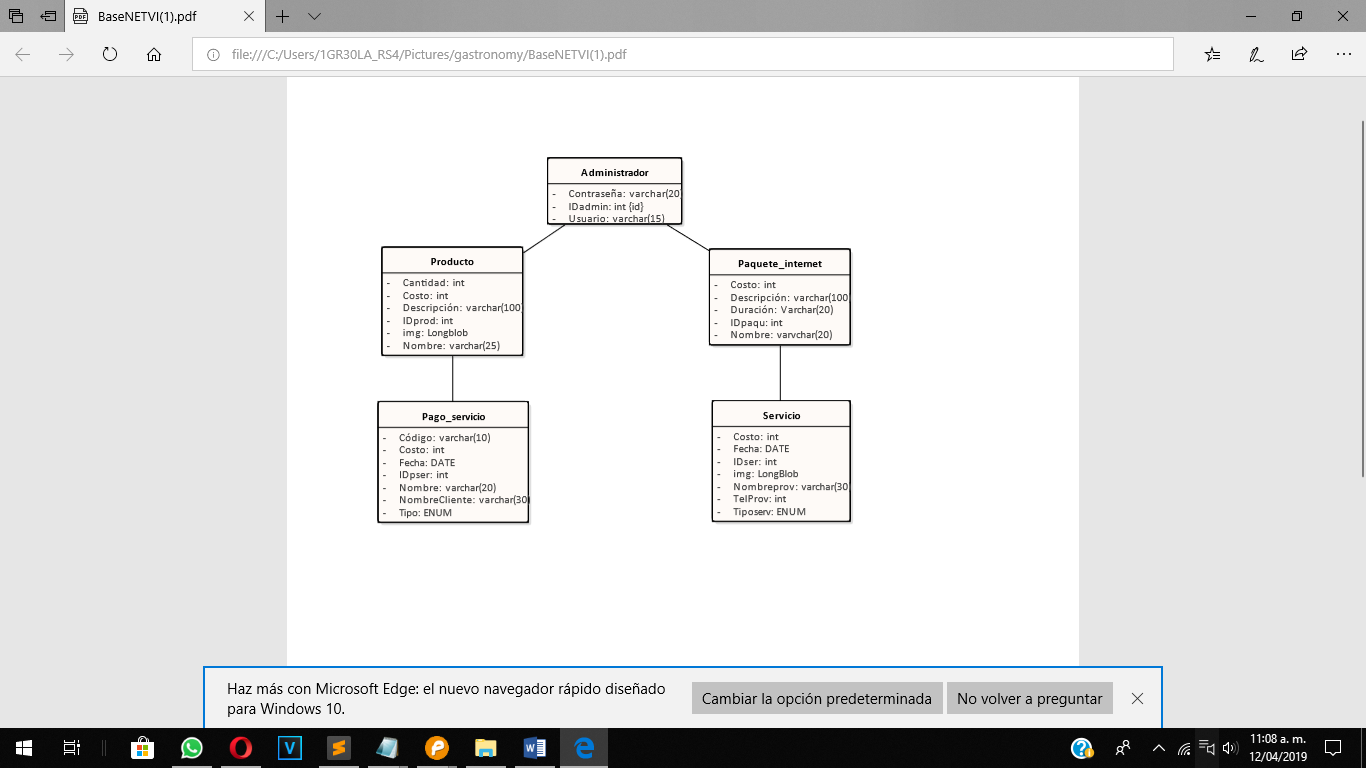 BaseNETVI(1).pdf
file:///C:/Users/1GR30LA_RS4/Pictures/gastronomy/BaseNETVI(1).pdf
Administrador
- Contraseña: varchar(20)
- IDadmin: int {id}
- Usuario: varchar(15)
Producto
- Cantidad: int
- Costo: int
- Descripción: varchar(100)
- IDprod: int
- img: Longblob
- Nombre: varchar(25)
Paquete_internet
- Costo: int
- Descripción: varchar(100
- Duración: Varchar(20)
- IDpaqu: int
- Nombre: varvchar(20)
Pago_servicio
- Código: varchar(10)
- Costo: int
- Fecha: DATE
- IDpser: int
- Nombre: varchar(20)
- NombreCliente: varchar(30)
- Tipo: ENUM
Servicio
- Costo: int
- Fecha: DATE
- IDser: int
- img: LongBlob
- Nombreprov: varchar(30
- TelProv: int
- Tiposerv: ENUM
Haz más con Microsoft Edge: el nuevo navegador rápido diseñado
para Windows 10.
Cambiar la opción predeterminada
No volver a preguntar
11:08 a. m.
12/04/2019